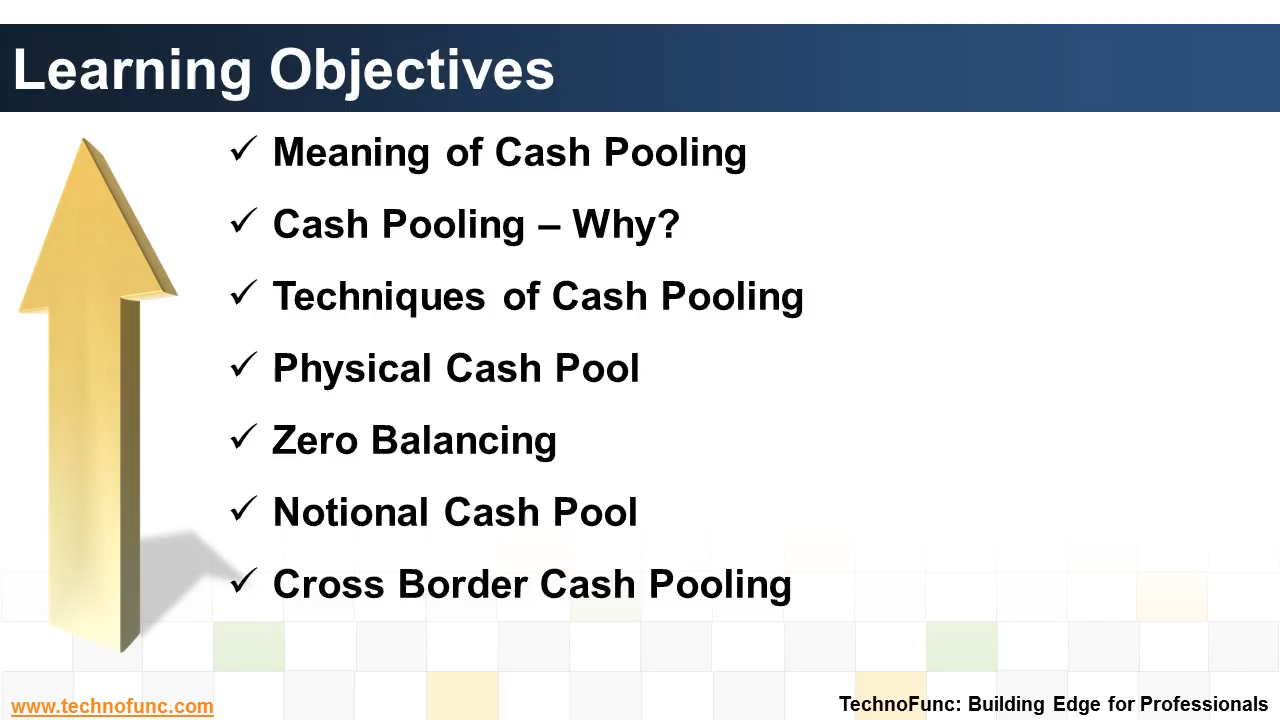 Learning Objectives
✓ Meaning of Cash Pooling
✓ Cash Pooling – Why?
✓ Techniques of Cash Pooling
✓ Physical Cash Pool
✓ Zero Balancing
✓ Notional Cash Pool
✓ Cross Border Cash Pooling
www.technofunc.com
TechnoFunc: Building Edge for Professionals